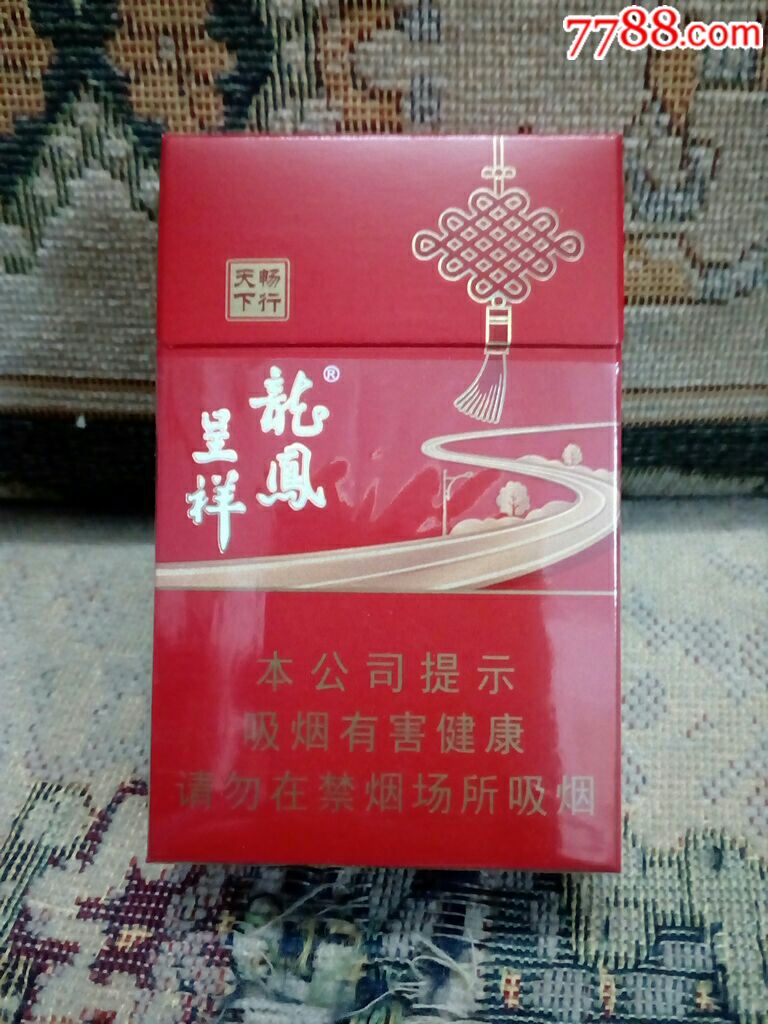 7788.com
畅行
天下
龍鳳®
呈祥
本公司提示
吸烟有害健康
请勿在禁烟场所吸烟